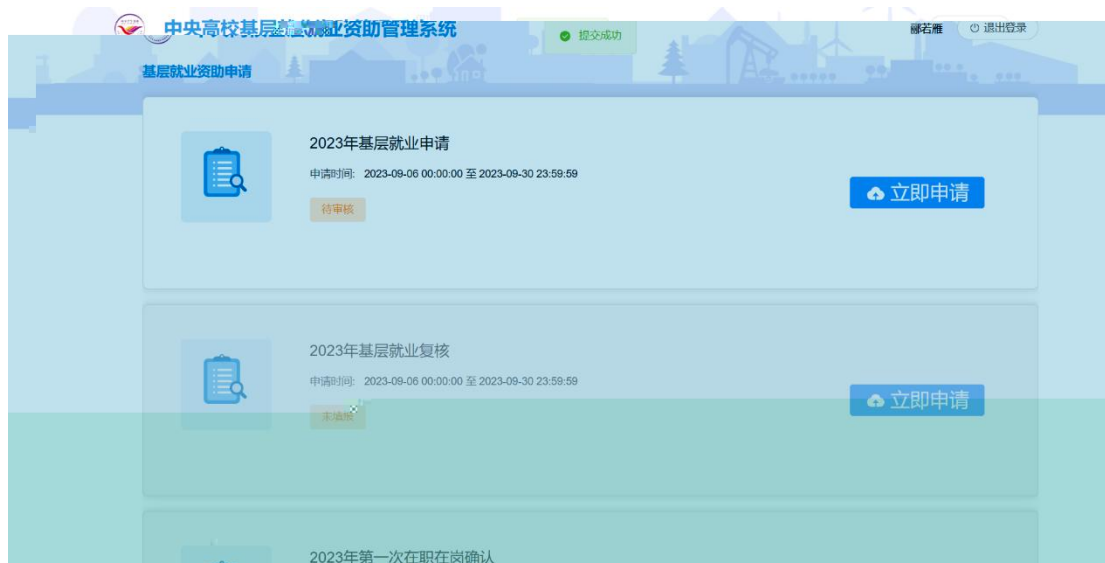 中央高校基层就业资助管理系统
提交成功
郦若雁
退出登录
基层就业资助申请
2023年基层就业申请
申请时间: 2023-09-06 00:00:00 至 2023-09-30 23:59:59
立即申请
待审核
2023年基层就业复核
申请时间: 2023-09-06 00:00:00 至 2023-09-30 23:59:59
立即申请
2023年第一次在职在岗确认